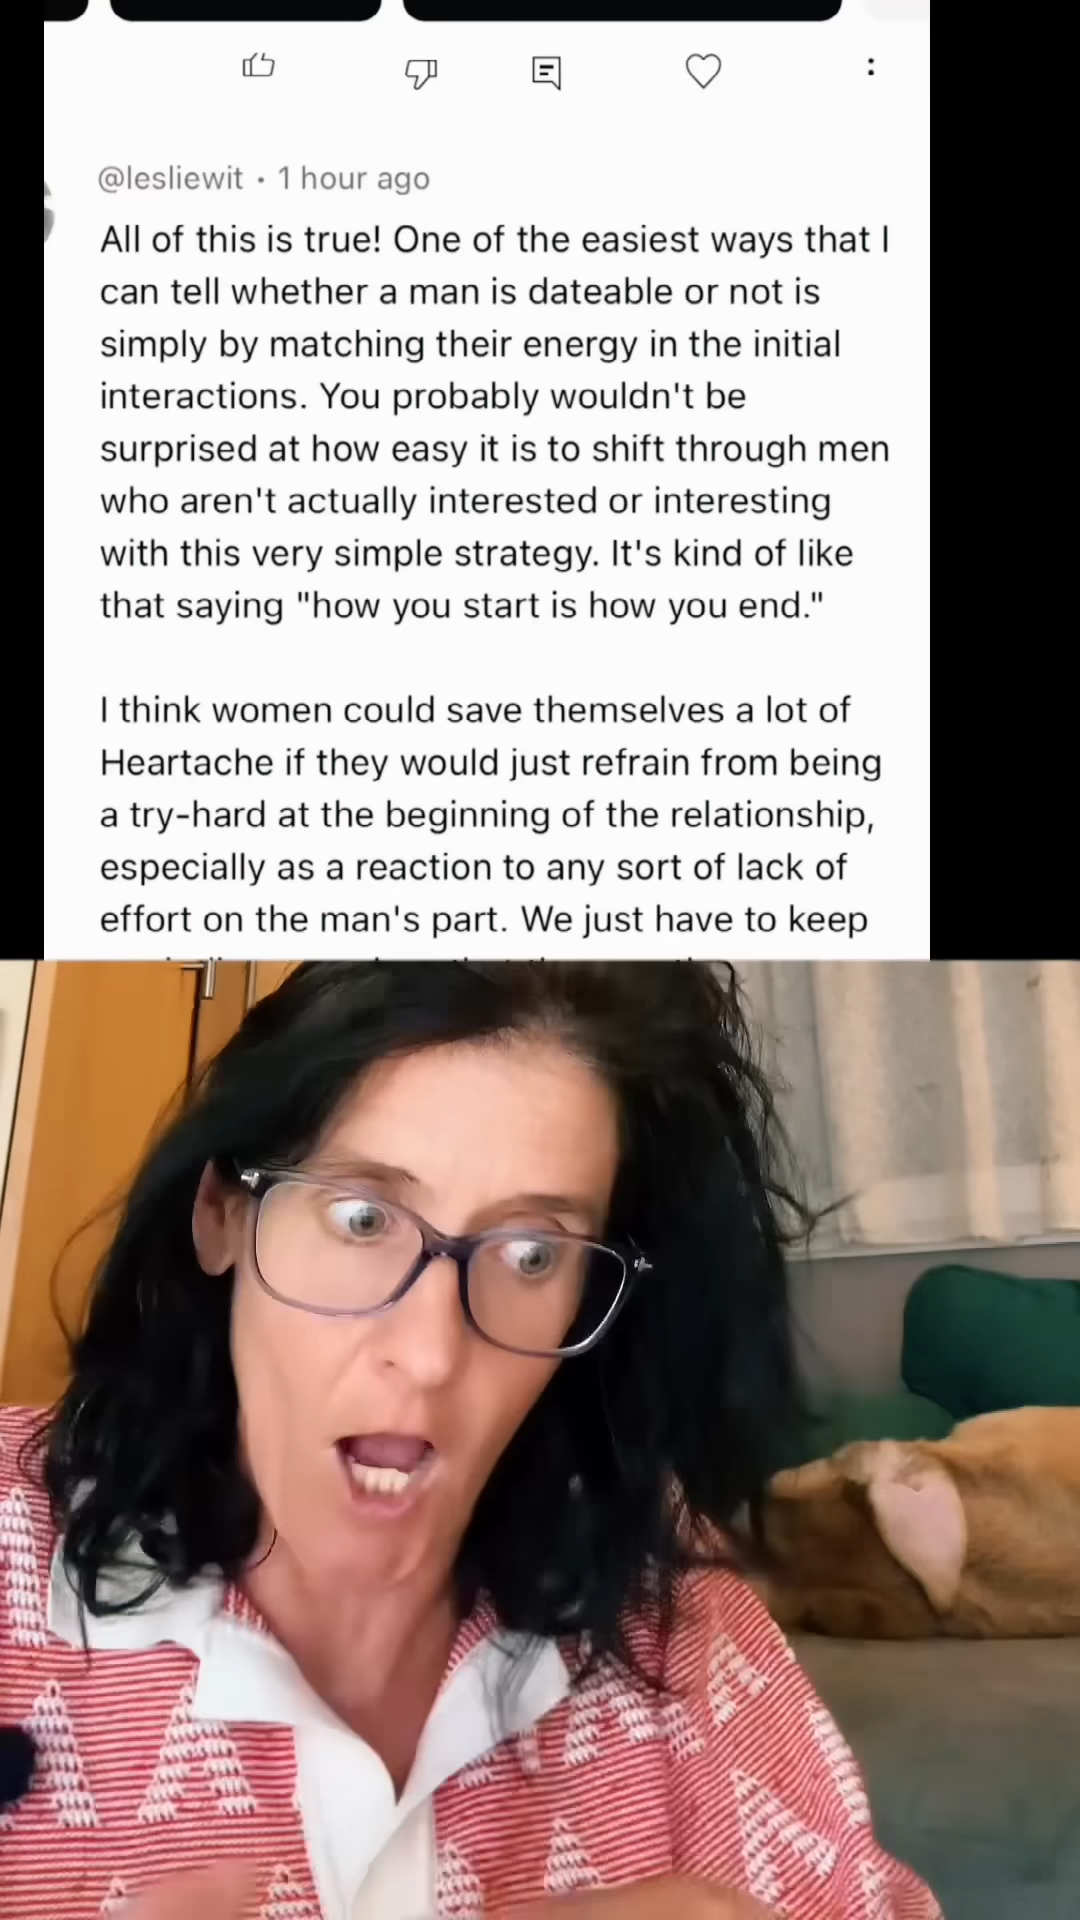 @lesliewit • 1 hour ago
All of this is true! One of the easiest ways that I
can tell whether a man is dateable or not is
simply by matching their energy in the initial
interactions. You probably wouldn't be
surprised at how easy it is to shift through men
who aren't actually interested or interesting
with this very simple strategy. It's kind of like
that saying "how you start is how you end."
I think women could save themselves a lot of
Heartache if they would just refrain from being
a try-hard at the beginning of the relationship,
especially as a reaction to any sort of lack of
effort on the man's part. We just have to keep